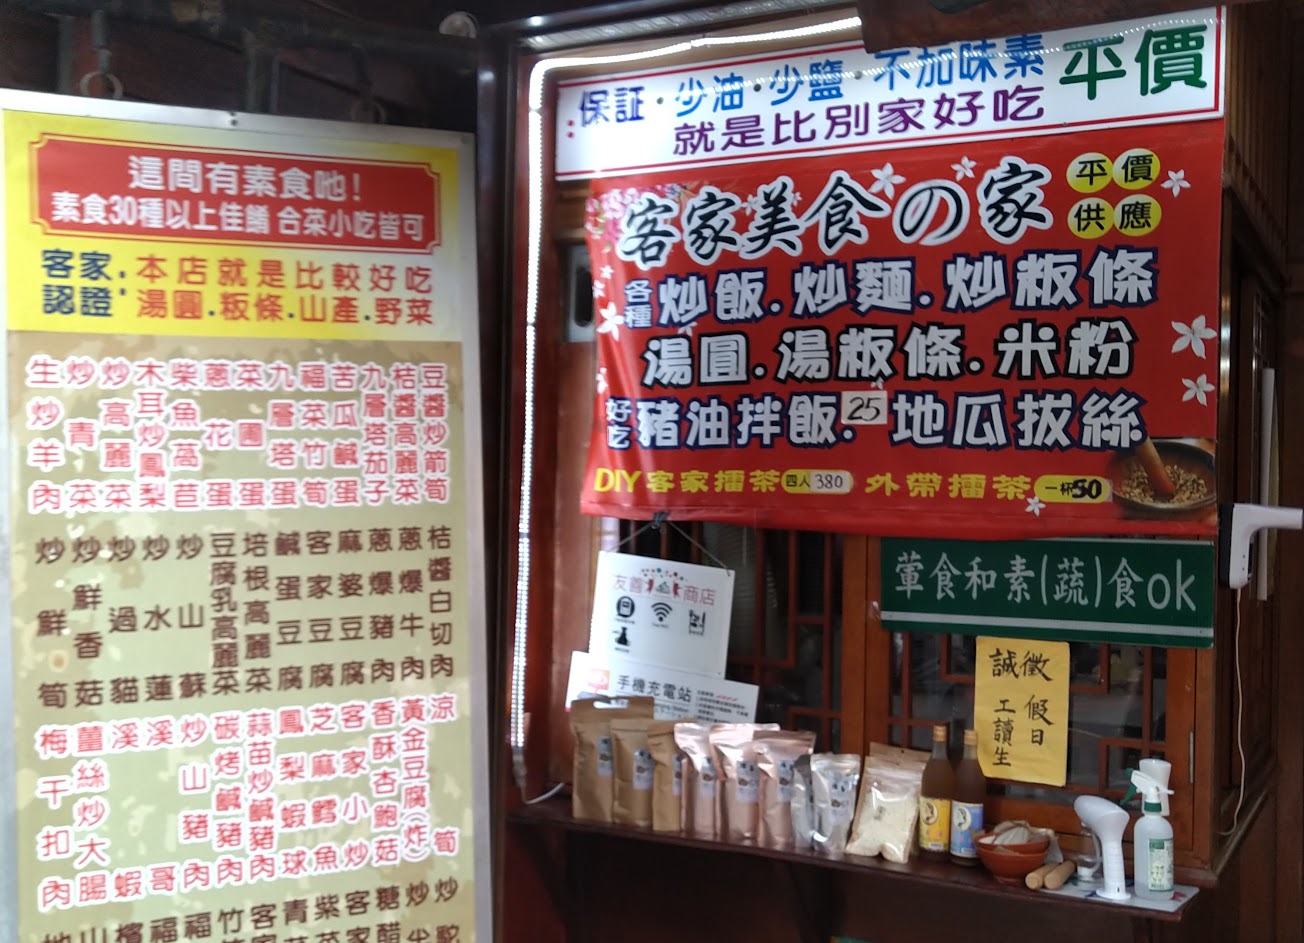 這間有素食吔！
素食30種以上佳餚 合菜小吃皆可
客家認證：
本店就是比較好吃
湯圓．粄條．山產．野菜
豆醬炒箭筍
桔醬高麗菜
九層塔茄子
苦瓜鹹蛋
福菜竹筍
九層塔蛋
菜圃蛋
蔥花蛋
柴魚萵苣
木耳炒鳳梨
炒高麗菜
炒青菜
生炒羊肉
桔醬白切肉
蔥爆牛肉
蔥爆豬肉
麻婆豆腐
客家豆腐
鹹蛋豆腐
培根高麗菜
豆腐乳高麗菜
炒山蘇
炒水蓮
炒過貓
炒鮮香菇
炒鮮筍
涼筍
黃金豆腐(炸)
香酥杏鮑菇
客家小炒
芝麻鱈魚
鳳梨蝦球
蒜苗炒鹹豬肉
碳烤鹹豬肉
炒山豬肉
溪哥
溪蝦
薑絲炒大腸
梅干扣肉
保証．少油．少鹽．不加味素 平價
就是比別家好吃
客家美食の家 平價供應
各種炒飯．炒麵．炒粄條
湯圓．湯粄條．米粉
好吃豬油拌飯．25 地瓜拔絲
DIY客家擂茶四人380 外帶擂茶一杯50
葷食和素(蔬)食ok
友善商店
手機充電站
誠徵
假日
工讀生